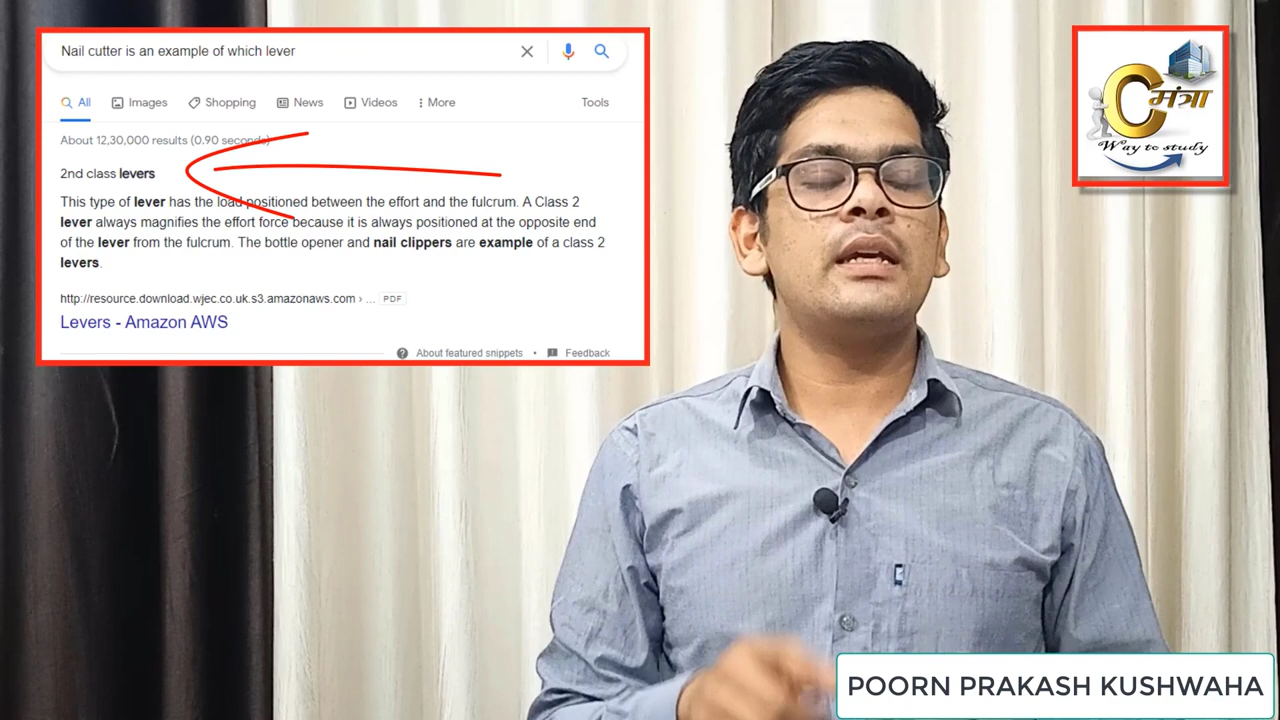 Nail cutter is an example of which lever
All Images Shopping News Videos More Tools
About 12,30,000 results (0.90 seconds)
2nd class levers
This type of lever has the load positioned between the effort and the fulcrum. A Class 2
lever always magnifies the effort force because it is always positioned at the opposite end
of the lever from the fulcrum. The bottle opener and nail clippers are example of a class 2
levers.
http://resource.download.wjec.co.uk.s3.amazonaws.com › ... PDF
Levers - Amazon AWS
About featured snippets • Feedback
C मंत्रा
Way to study
POORN PRAKASH KUSHWAHA